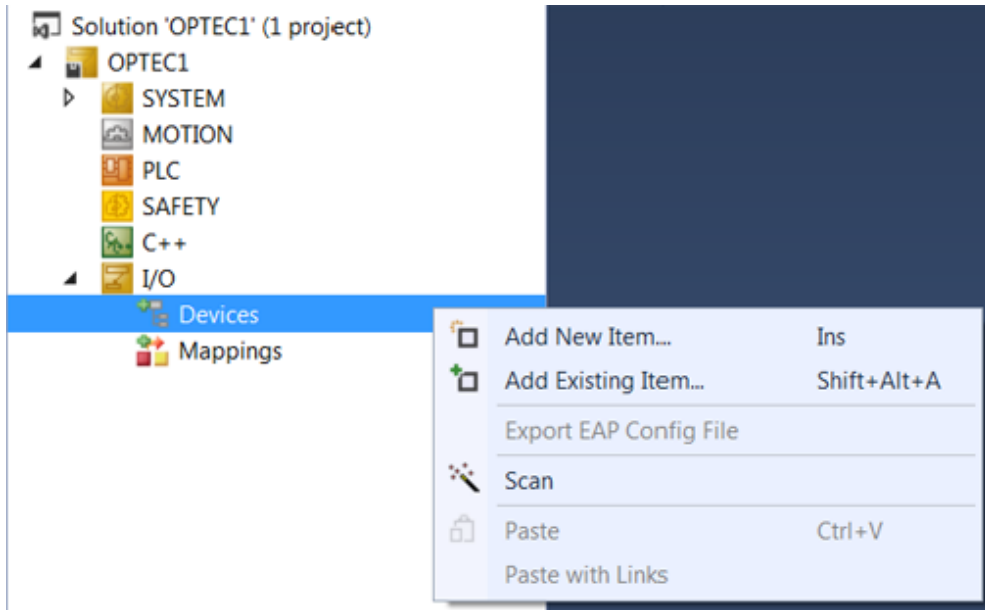 Solution 'OPTEC1' (1 project)
OPTEC1
SYSTEM
MOTION
PLC
SAFETY
C++
I/O
Devices
Mappings
Add New Item... Ins
Add Existing Item... Shift+Alt+A
Export EAP Config File
Scan
Paste Ctrl+V
Paste with Links